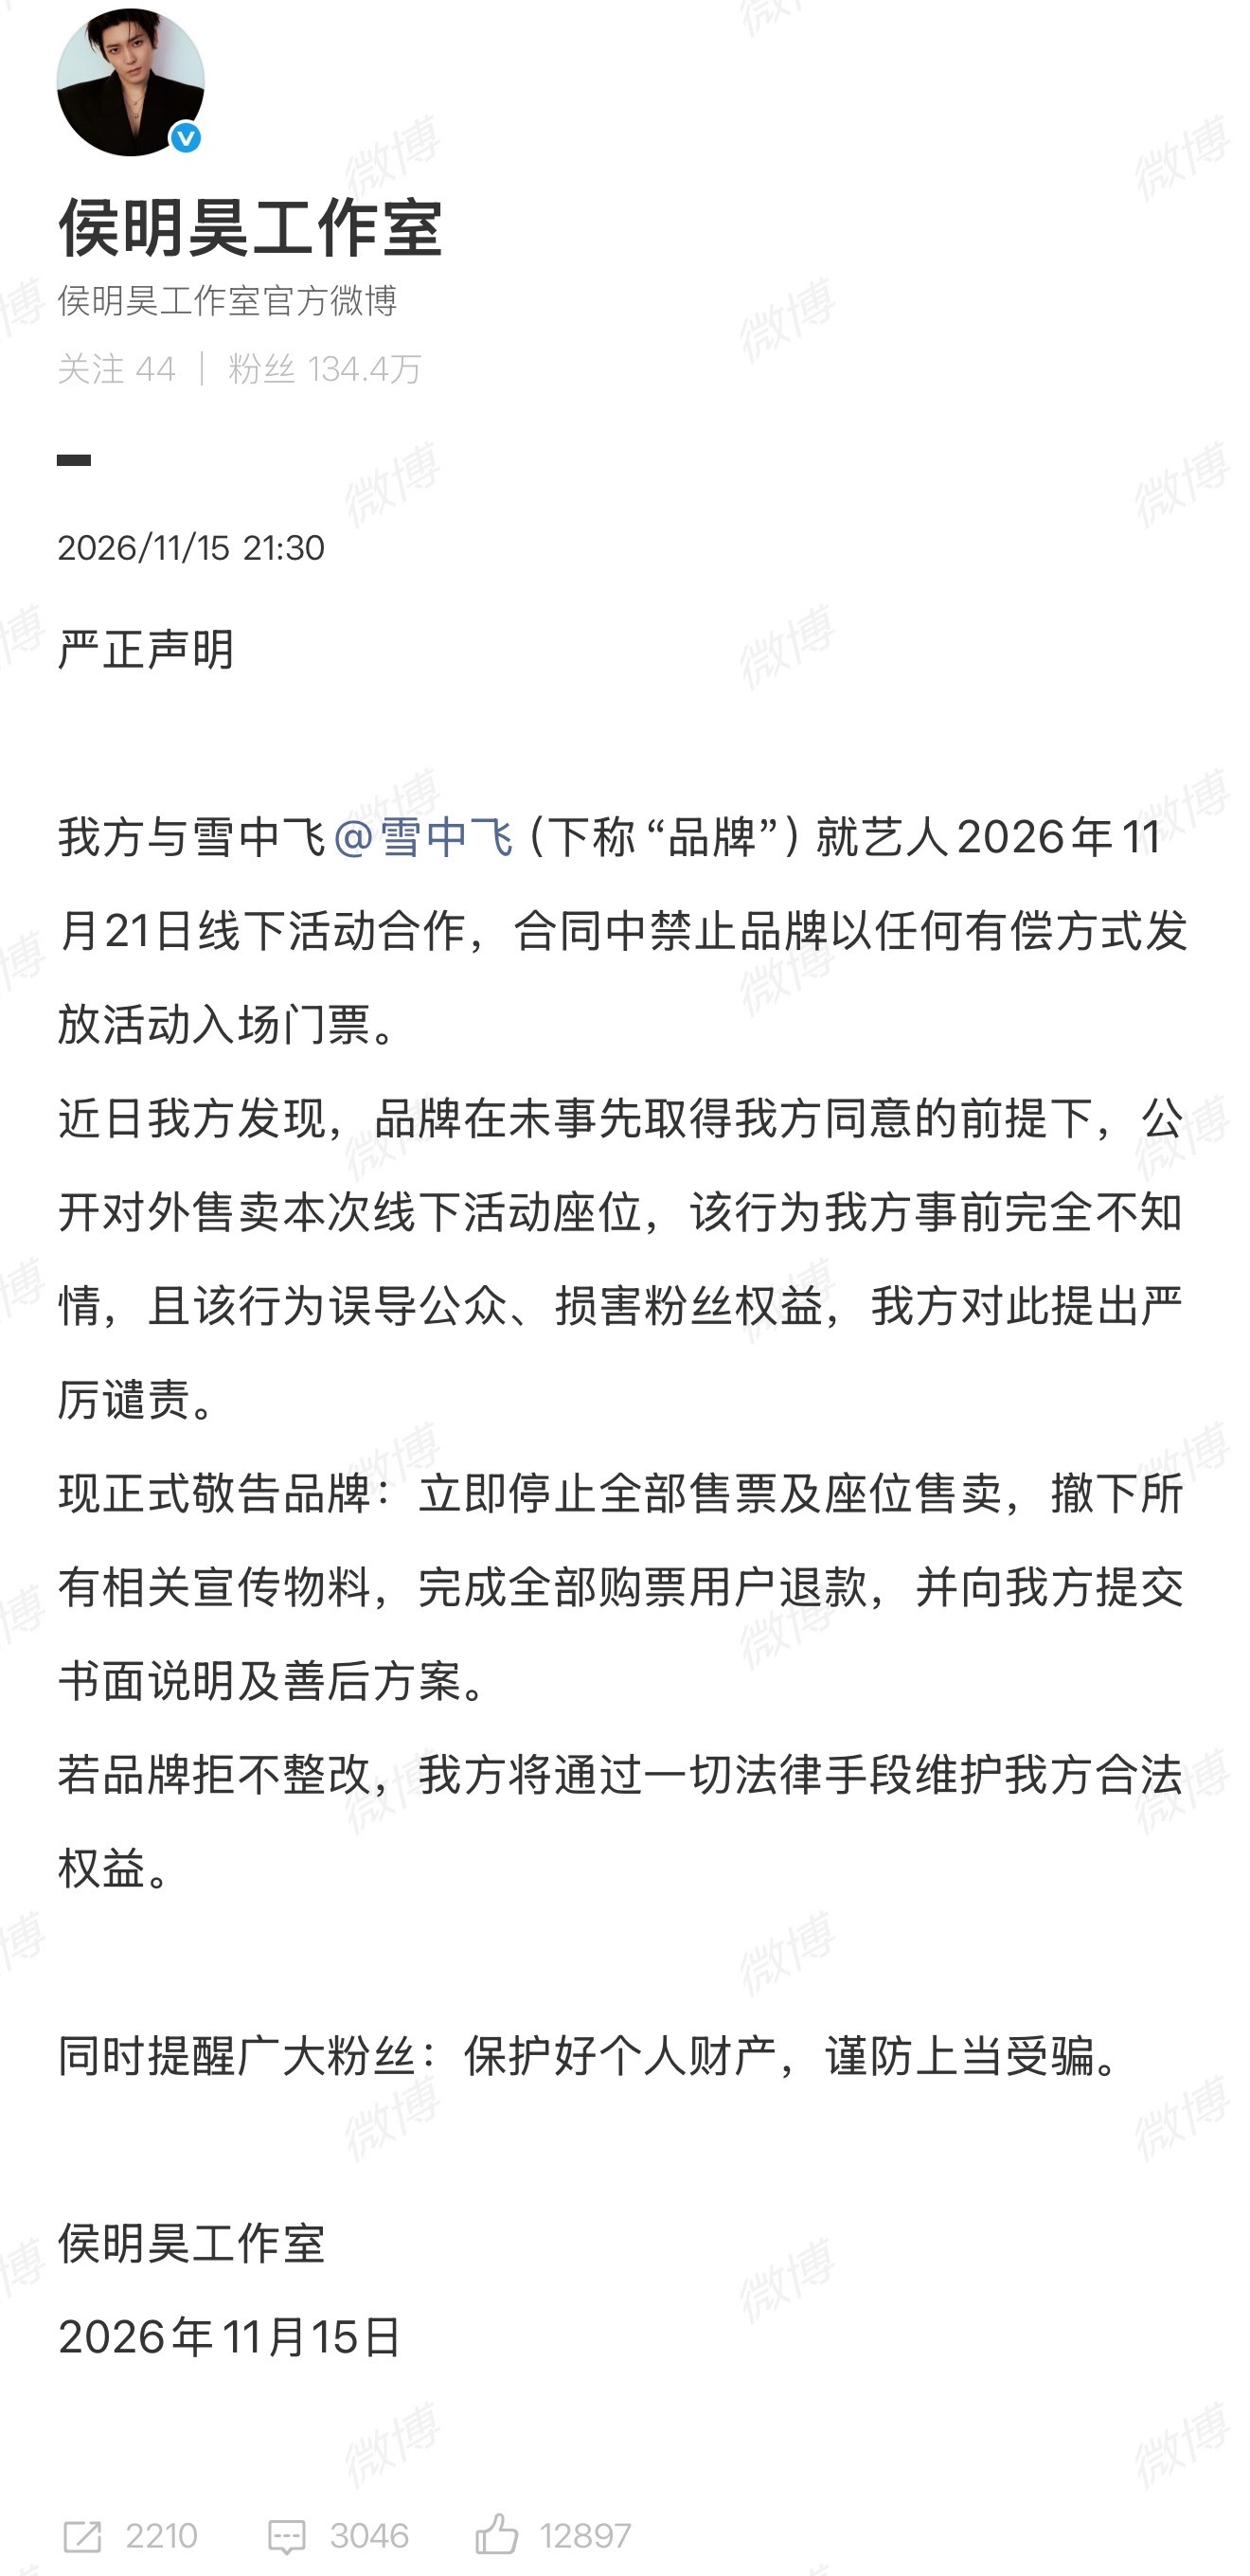 侯明昊工作室
侯明昊工作室官方微博
关注 44 | 粉丝 134.4万
2026/11/15 21:30
严正声明
我方与雪中飞@雪中飞（下称“品牌”）就艺人2026年11
月21日线下活动合作，合同中禁止品牌以任何有偿方式发
放活动入场门票。
近日我方发现，品牌在未事先取得我方同意的前提下，公
开对外售卖本次线下活动座位，该行为我方事前完全不知
情，且该行为误导公众、损害粉丝权益，我方对此提出严
厉谴责。
现正式敬告品牌：立即停止全部售票及座位售卖，撤下所
有相关宣传物料，完成全部购票用户退款，并向我方提交
书面说明及善后方案。
若品牌拒不整改，我方将通过一切法律手段维护我方合法
权益。
同时提醒广大粉丝：保护好个人财产，谨防上当受骗。
侯明昊工作室
2026年11月15日
2210 3046 12897
微博